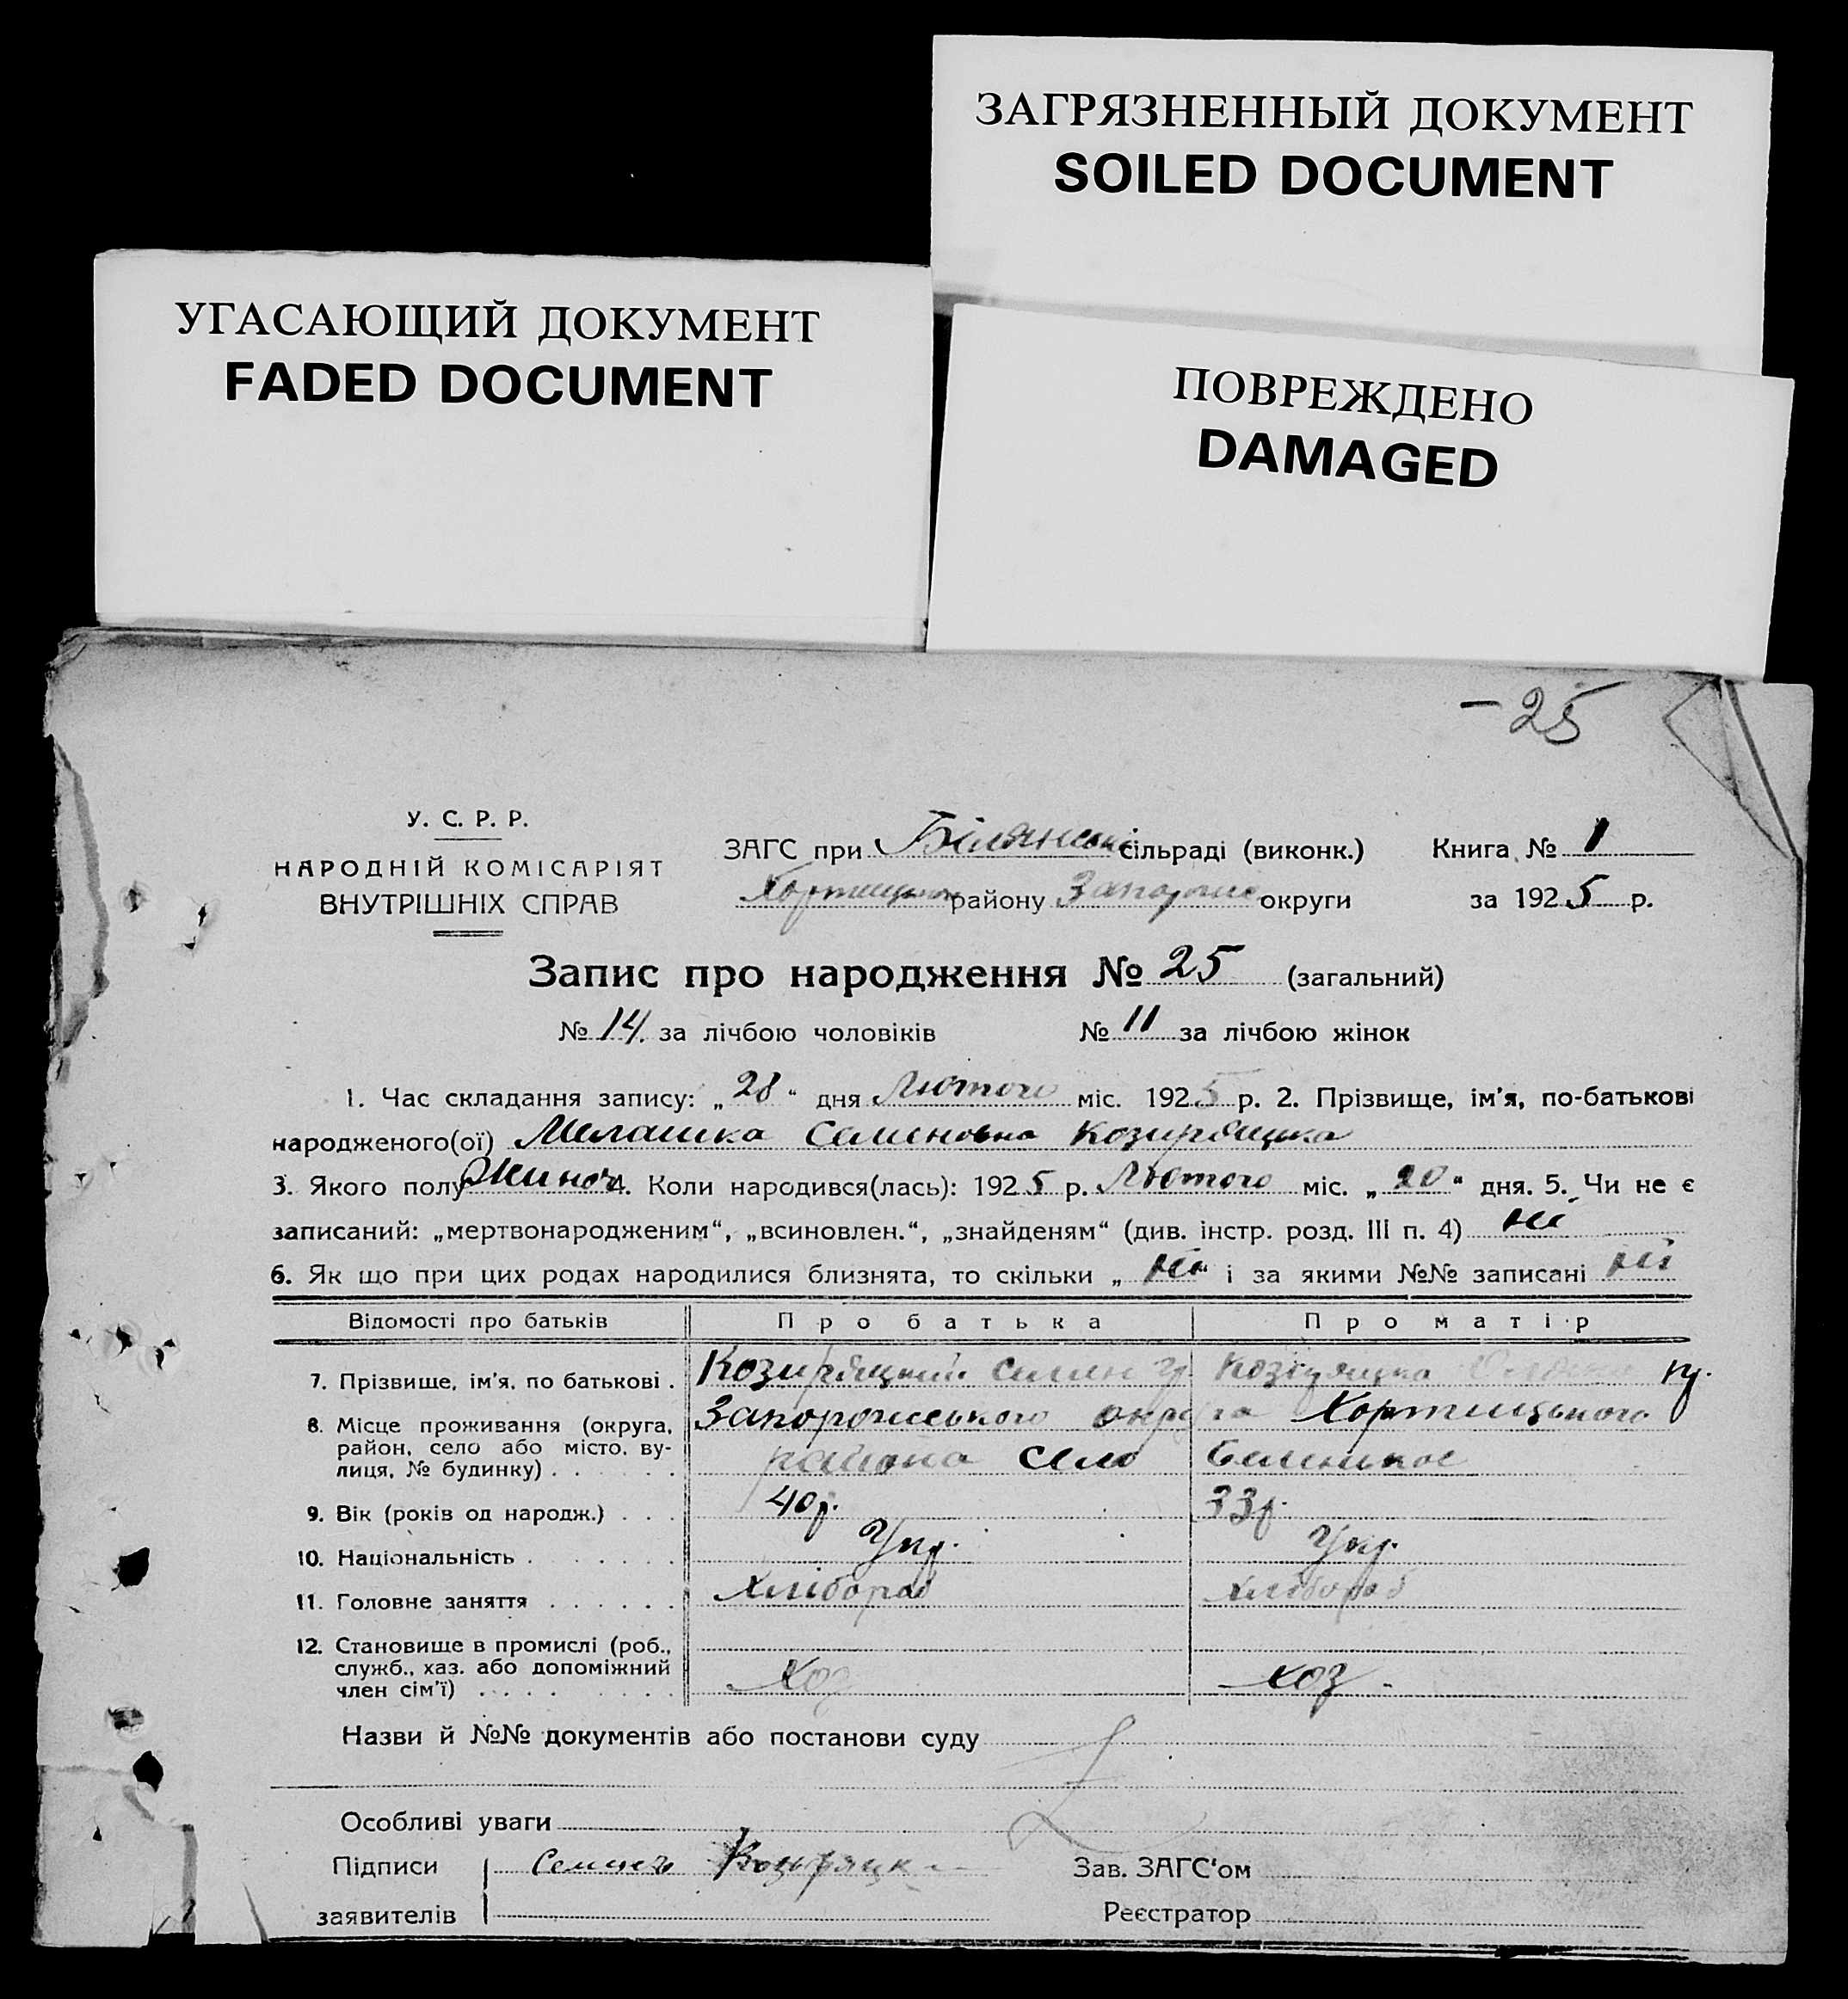 ЗАГРЯЗНЕННЫЙ ДОКУМЕНТ
SOILED DOCUMENT
УГАСАЮЩИЙ ДОКУМЕНТ
FADED DOCUMENT
ПОВРЕЖДЕНО
DAMAGED
-25
У. С. Р. Р.
НАРОДНІЙ КОМІСАРІЯТ
ВНУТРІШНІХ СПРАВ
ЗАГС при сільраді (виконк.) Книга № 1
району округи за 1925 р.
Запис про народження № 25 (загальний)
№ 14. за лічбою чоловіків № 11 за лічбою жінок
1. Час складання запису: „28“ дня Лютого міс. 1925 р. 2. Прізвище, ім'я, по-батькові
народженого(ої) Мелашка Семеновна
3. Якого полу 4. Коли народився(лась): 1925 р. Лютого міс. „20“ дня. 5. Чи не є
записаний: „мертвонародженим“, „всиновлен.“, „знайденям“ (див. інстр. розд. III п. 4) ні
6. Як що при цих родах народилися близнята, то скільки „ні“ і за якими №№ записані ні
Відомості про батьків Про батька Про матір
7. Прізвище, ім'я, по батькові .
8. Місце проживання (округа, Хортицького
район, село або місто, ву- района село
лиця, № будинку) . . . . . .
9. Вік (років од народж.) . . . 40 р. 33 р.
10. Національність . . . . . . . Укр. Укр.
11. Головне заняття . . . . . . Хлібороб Хлібороб
12. Становище в промислі (роб.,
служб., хаз. або допоміжний
член сім'ї) . . . . . . . . . Хоз хоз.
Назви й №№ документів або постанови суду
Особливі уваги
Підписи Зав. ЗАГС'ом
заявителів Реєстратор